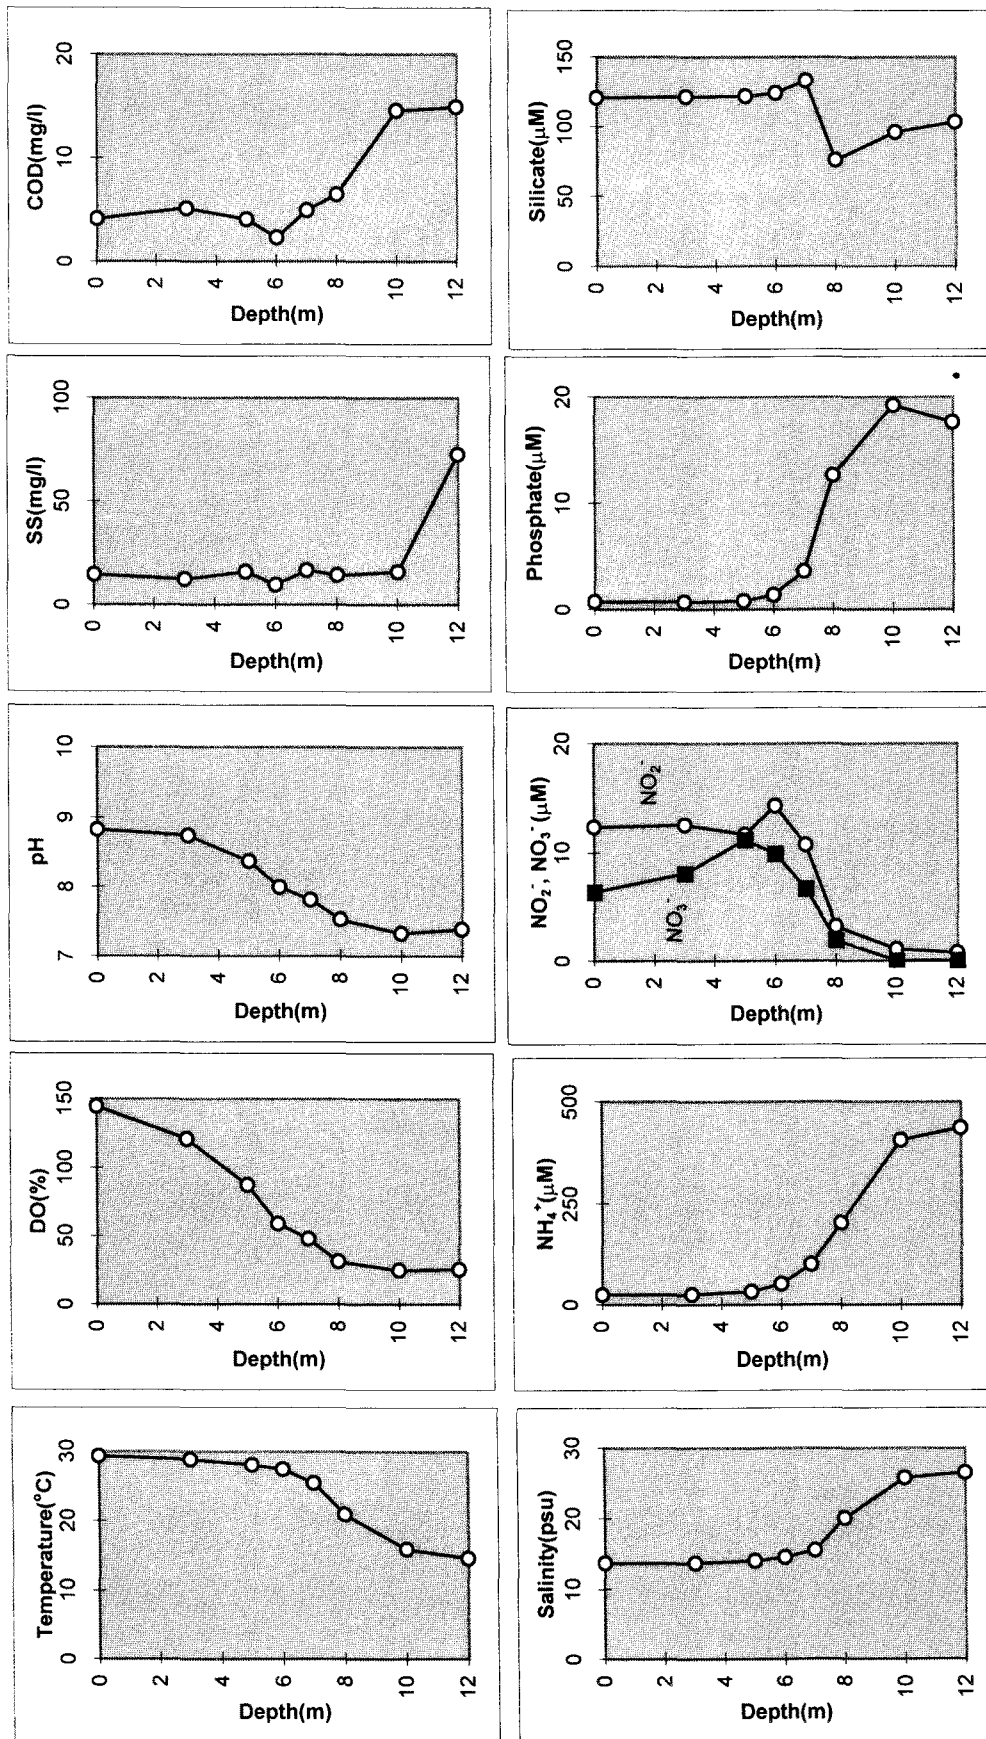 Temperature(°C)
0 10 20 30
0 2 4 6 8 10 12
Depth(m)
DO(%)
0 50 100 150
0 2 4 6 8 10 12
Depth(m)
pH
7 8 9 10
0 2 4 6 8 10 12
Depth(m)
SS(mg/l)
0 50 100
0 2 4 6 8 10 12
Depth(m)
COD(mg/l)
0 10 20
0 2 4 6 8 10 12
Depth(m)
Salinity(psu)
0 10 20 30
0 2 4 6 8 10 12
Depth(m)
NH₄⁺(μM)
0 250 500
0 2 4 6 8 10 12
Depth(m)
NO₂⁻, NO₃⁻(μM)
0 10 20
0 2 4 6 8 10 12
Depth(m)
NO₃⁻
NO₂⁻
Phosphate(μM)
0 10 20
0 2 4 6 8 10 12
Depth(m)
Silicate(μM)
0 50 100 150
0 2 4 6 8 10 12
Depth(m)